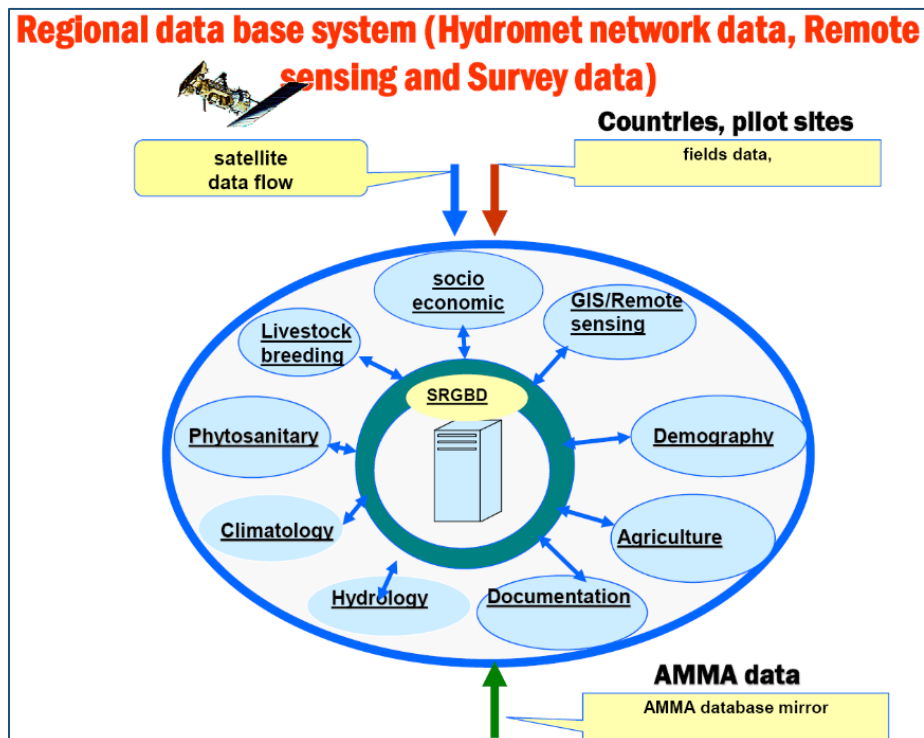 Regional data base system (Hydromet network data, Remote
sensing and Survey data)
Countries, pilot sites
satellite
data flow
fields data,
socio
economic
GIS/Remote
sensing
Livestock
breeding
SRGBD
Phytosanitary
Demography
Climatology
Agriculture
Hydrology
Documentation
AMMA data
AMMA database mirror